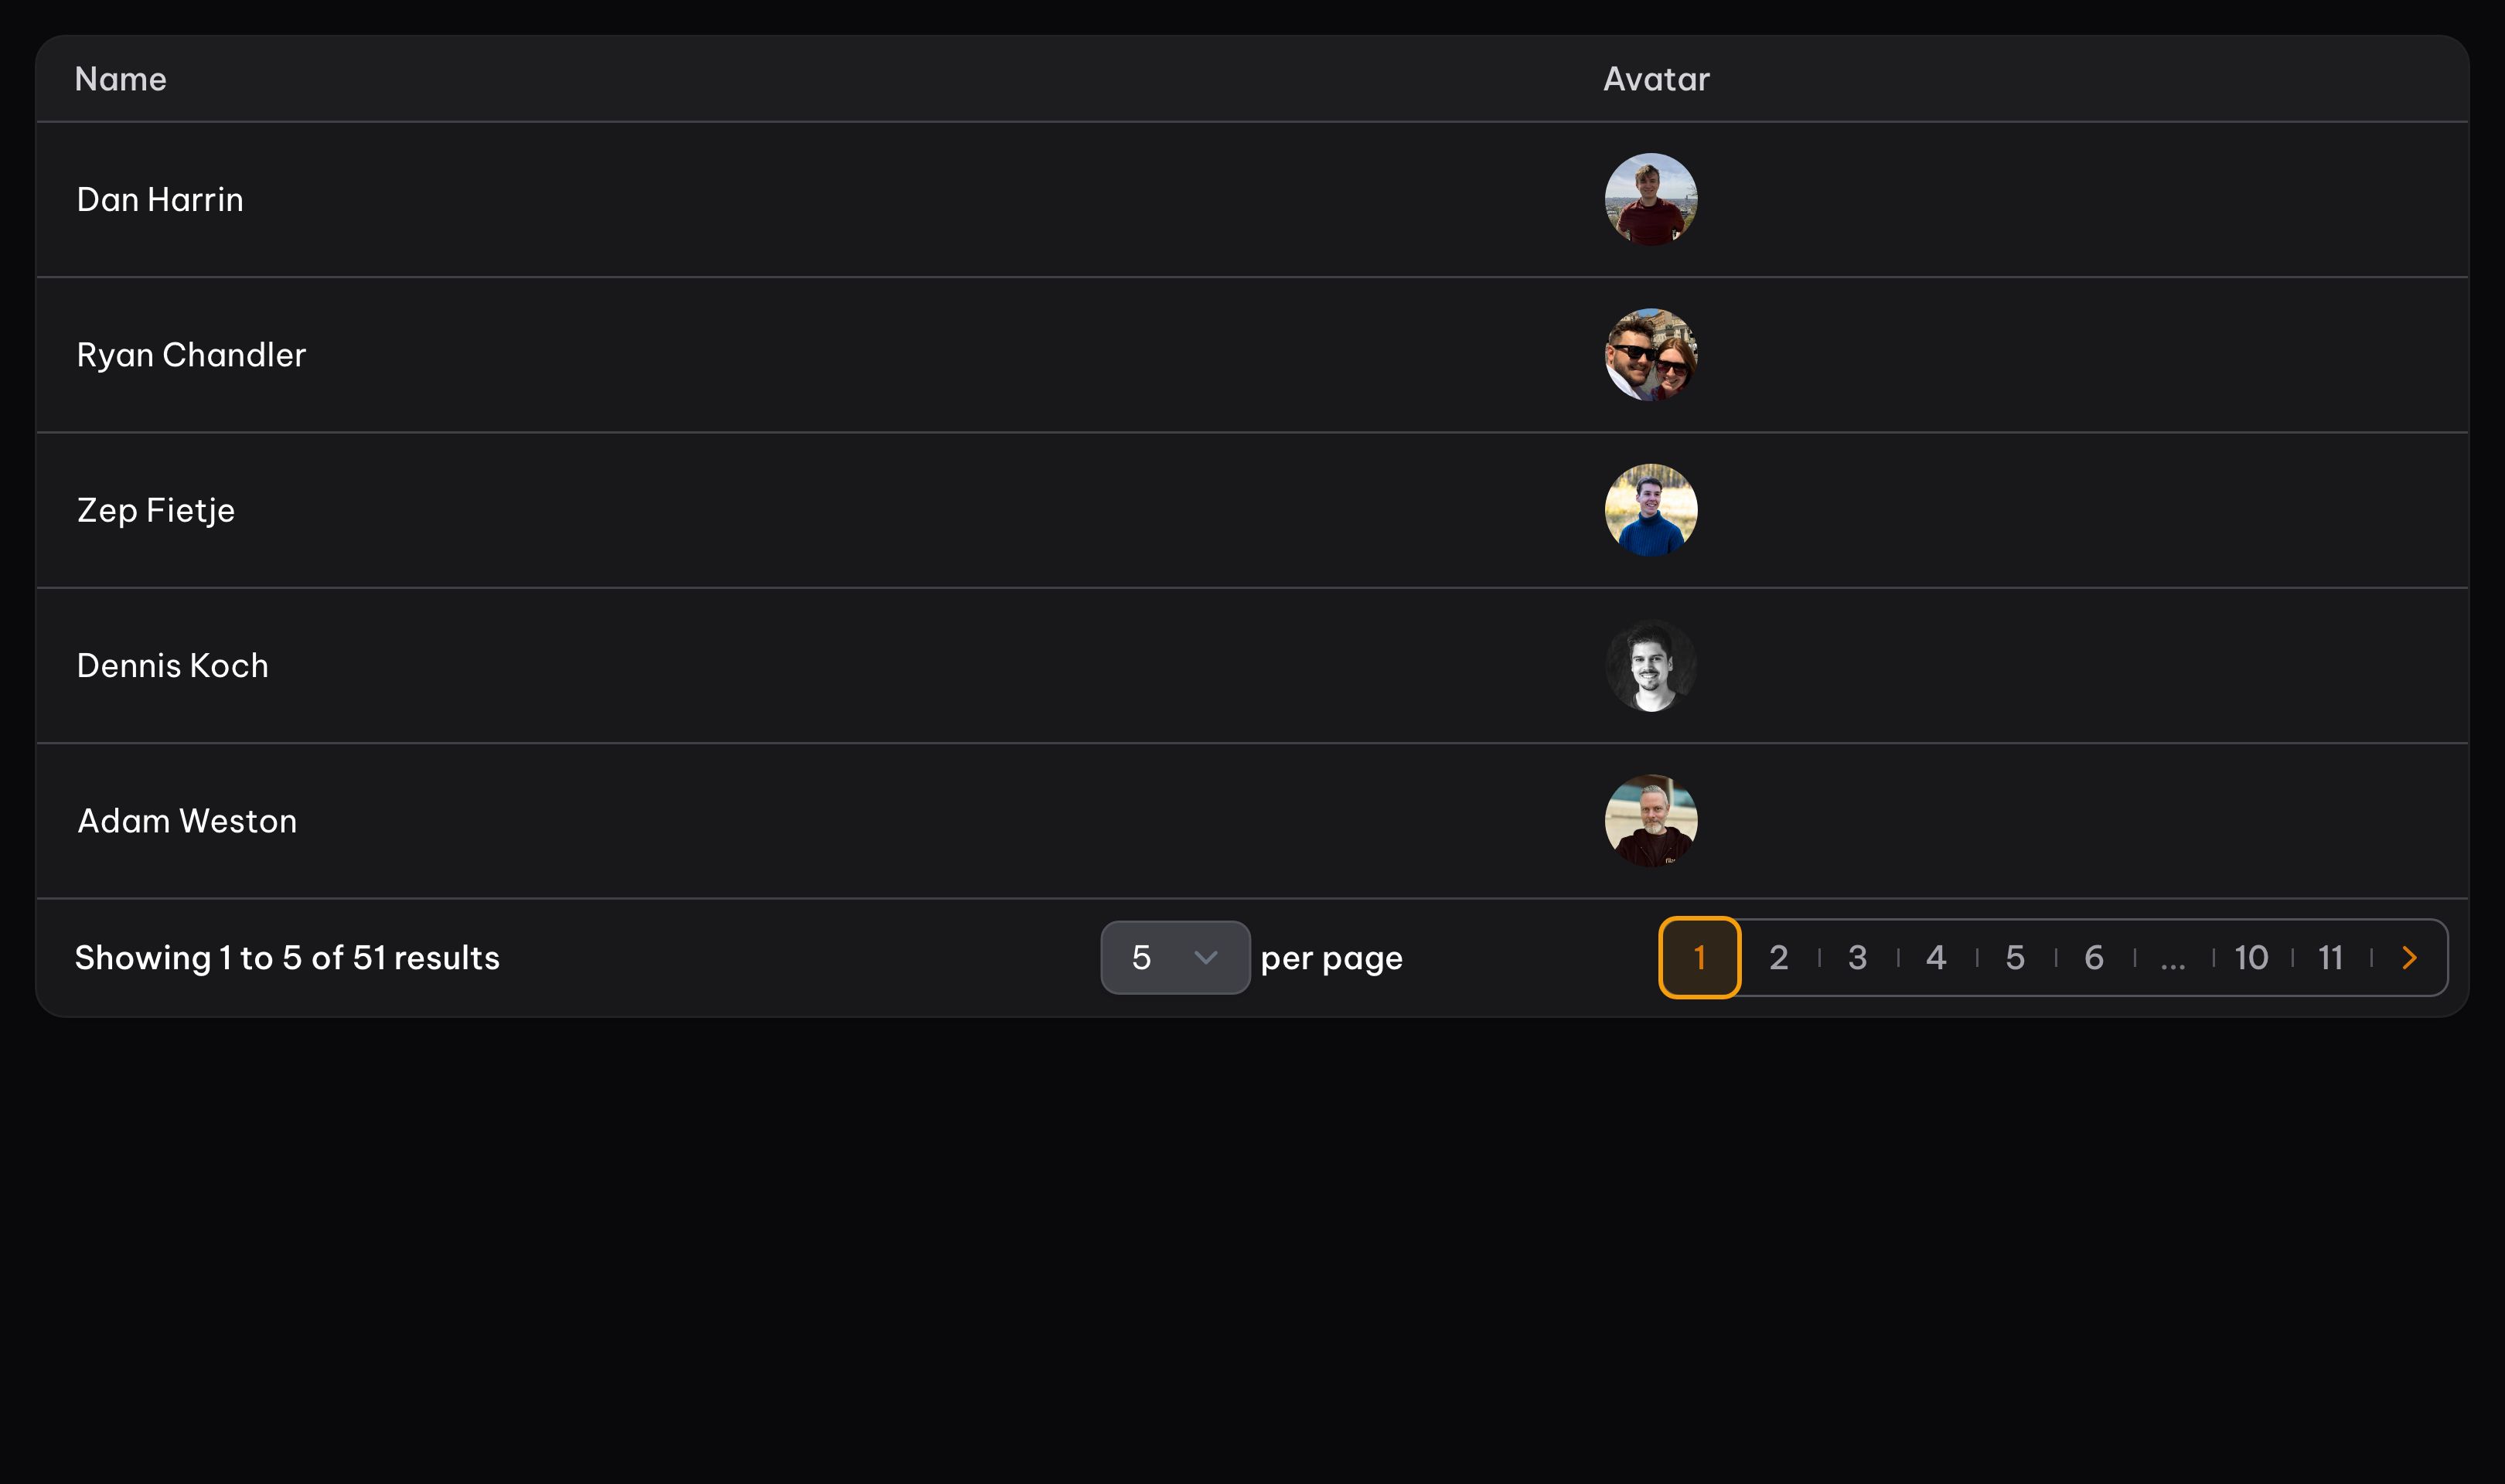 Name Avatar
Dan Harrin
Ryan Chandler
Zep Fietje
Dennis Koch
Adam Weston
Showing 1 to 5 of 51 results 5 per page 1 2 3 4 5 6 ... 10 11